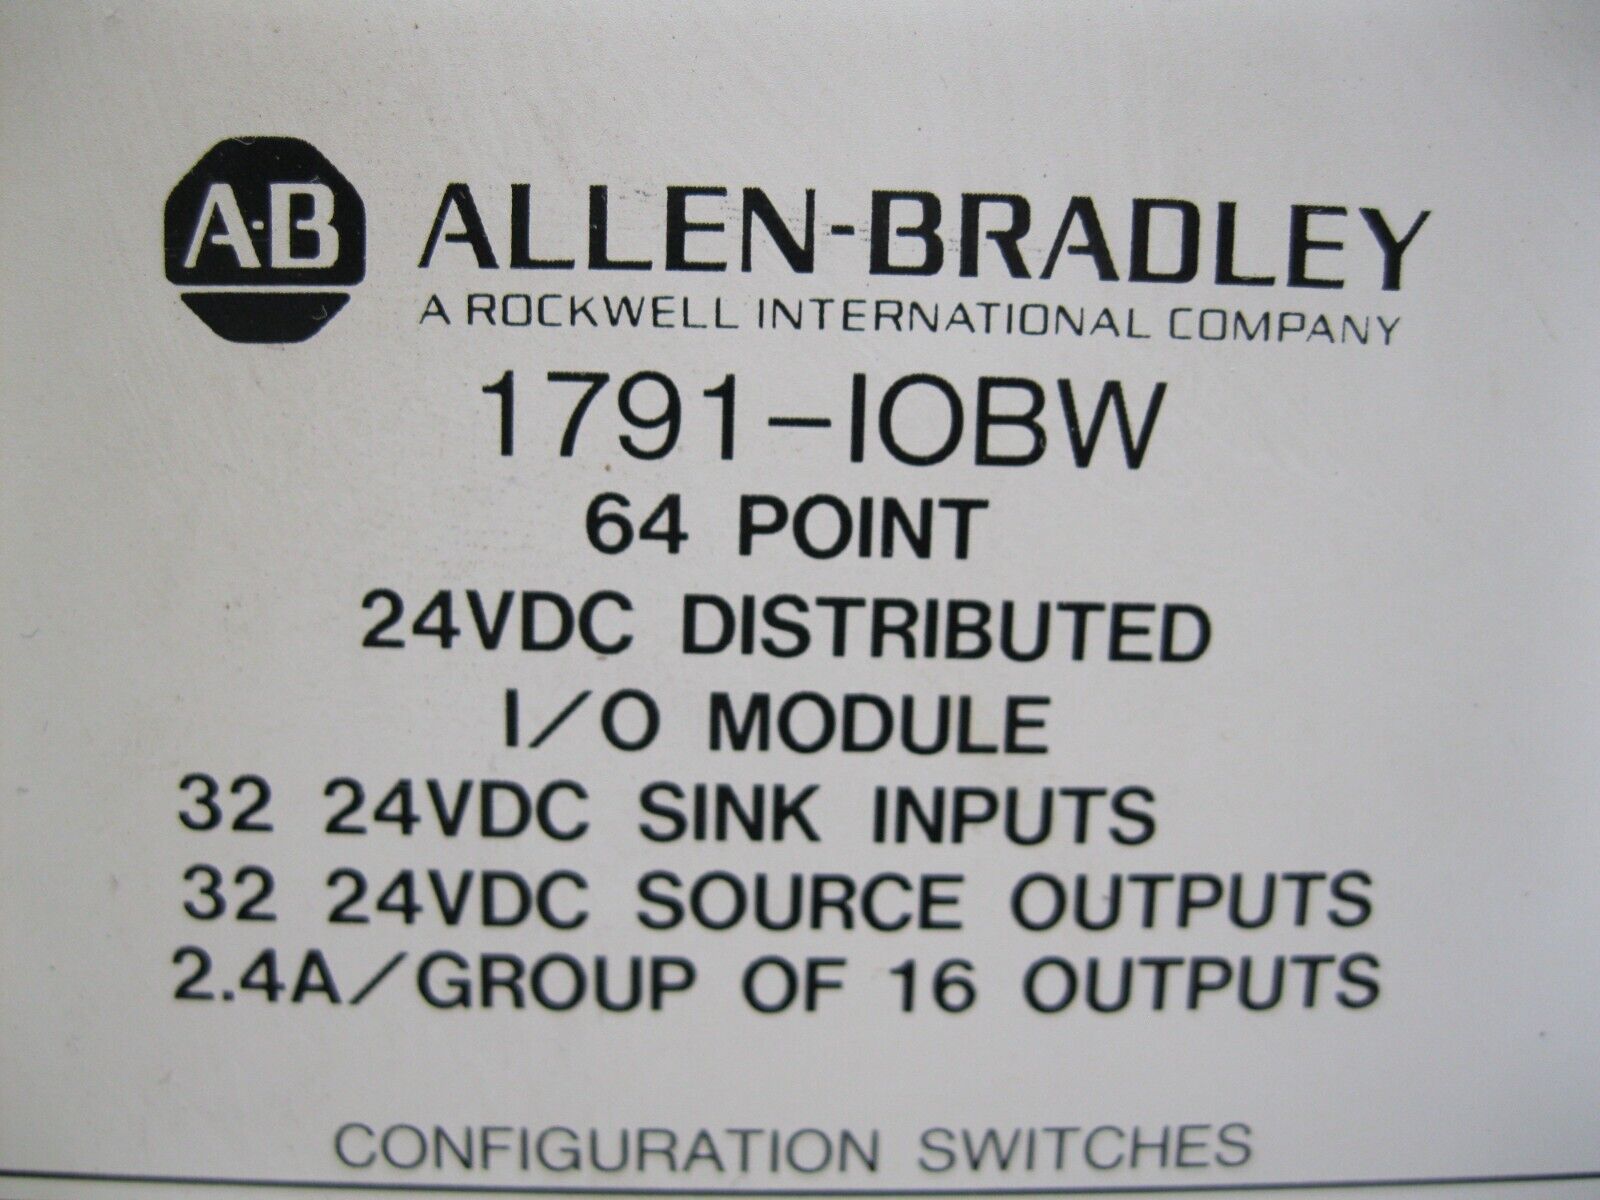 A-B ALLEN-BRADLEY
A ROCKWELL INTERNATIONAL COMPANY
1791-IOBW
64 POINT
24VDC DISTRIBUTED
I/O MODULE
32 24VDC SINK INPUTS
32 24VDC SOURCE OUTPUTS
2.4A/GROUP OF 16 OUTPUTS
CONFIGURATION SWITCHES